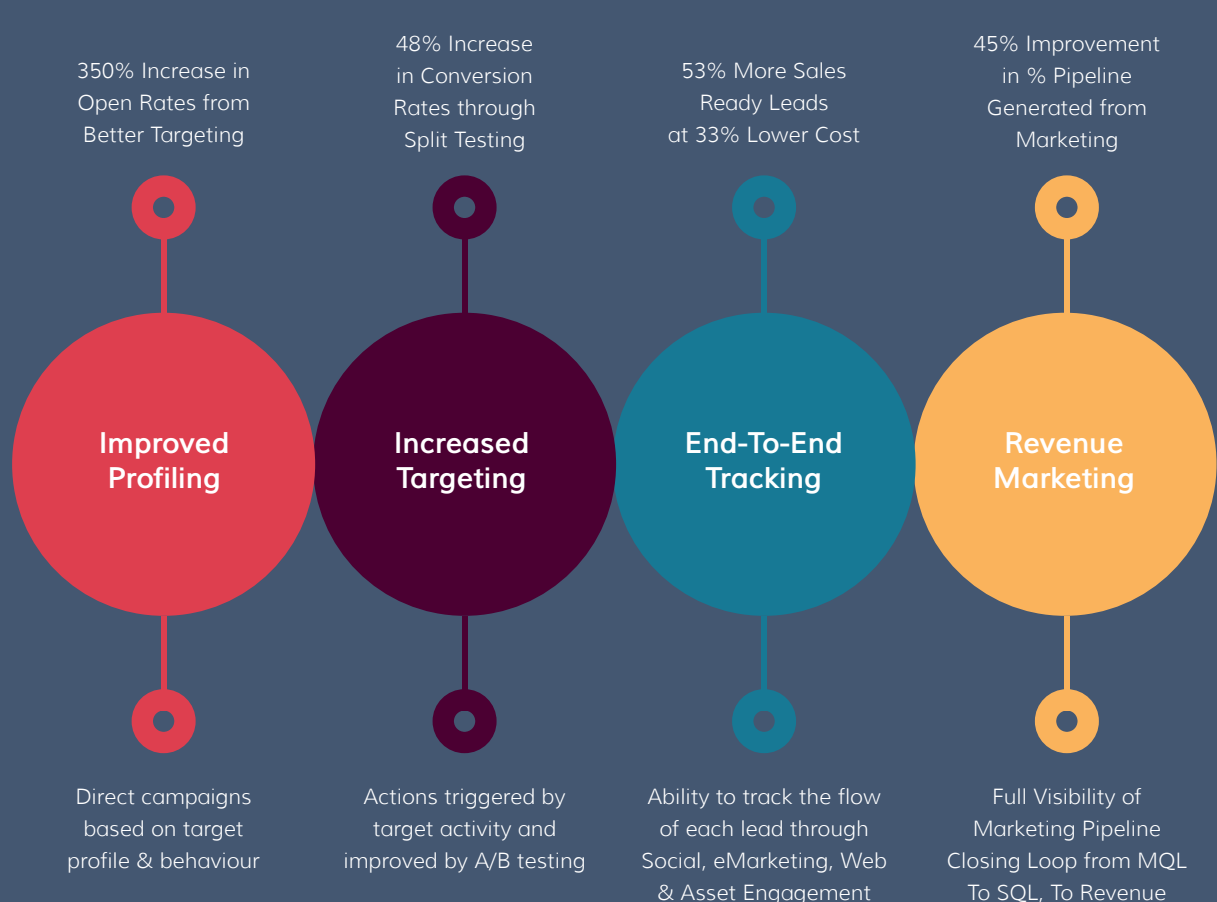 350% Increase in
Open Rates from
Better Targeting
48% Increase
in Conversion
Rates through
Split Testing
53% More Sales
Ready Leads
at 33% Lower Cost
45% Improvement
in % Pipeline
Generated from
Marketing
Improved
Profiling
Increased
Targeting
End-To-End
Tracking
Revenue
Marketing
Direct campaigns
based on target
profile & behaviour
Actions triggered by
target activity and
improved by A/B testing
Ability to track the flow
of each lead through
Social, eMarketing, Web
& Asset Engagement
Full Visibility of
Marketing Pipeline
Closing Loop from MQL
To SQL, To Revenue